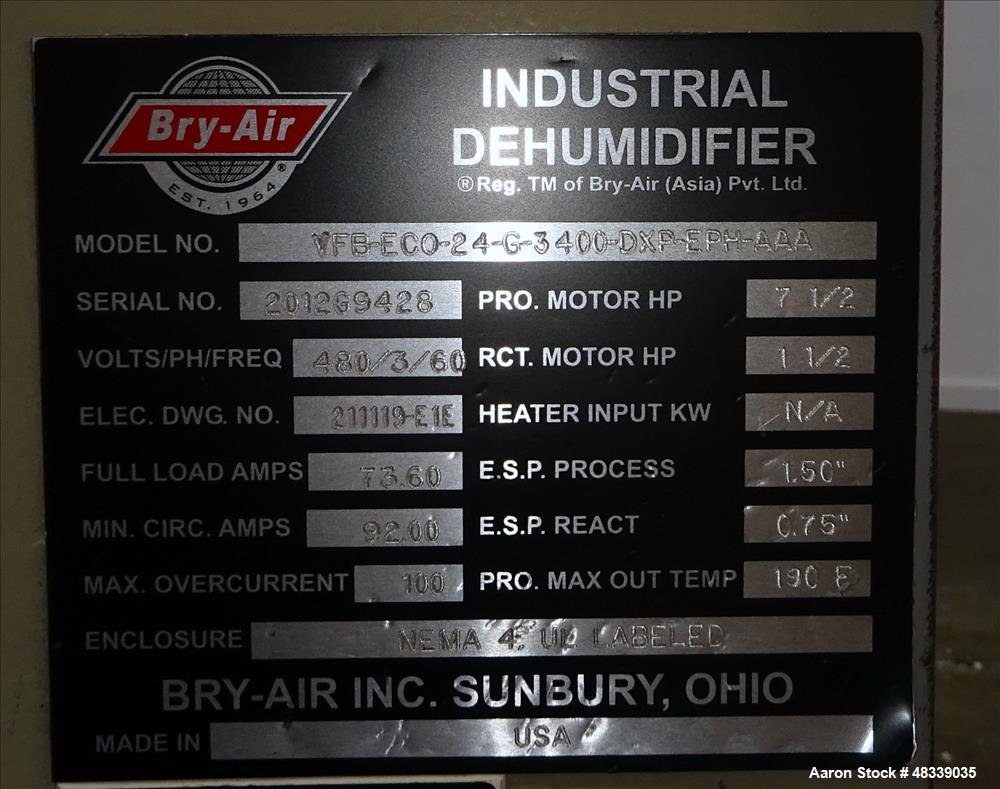 Bry-Air
EST. 1964®
INDUSTRIAL
DEHUMIDIFIER
® Reg. TM of Bry-Air (Asia) Pvt. Ltd.
MODEL NO. VFB-ECO-24-G-3400-DXP-EPH-AAA
SERIAL NO. 2012G9428 PRO. MOTOR HP 7 1/2
VOLTS/PH/FREQ 480/3/60 RCT. MOTOR HP 1 1/2
ELEC. DWG. NO. 211119-E1E HEATER INPUT KW N/A
FULL LOAD AMPS 73.60 E.S.P. PROCESS 1.50"
MIN. CIRC. AMPS 92.00 E.S.P. REACT 0.75"
MAX. OVERCURRENT 100 PRO. MAX OUT TEMP 190 F
ENCLOSURE NEMA 4, UL LABELED
BRY-AIR INC. SUNBURY, OHIO
MADE IN USA
Aaron Stock # 48339035